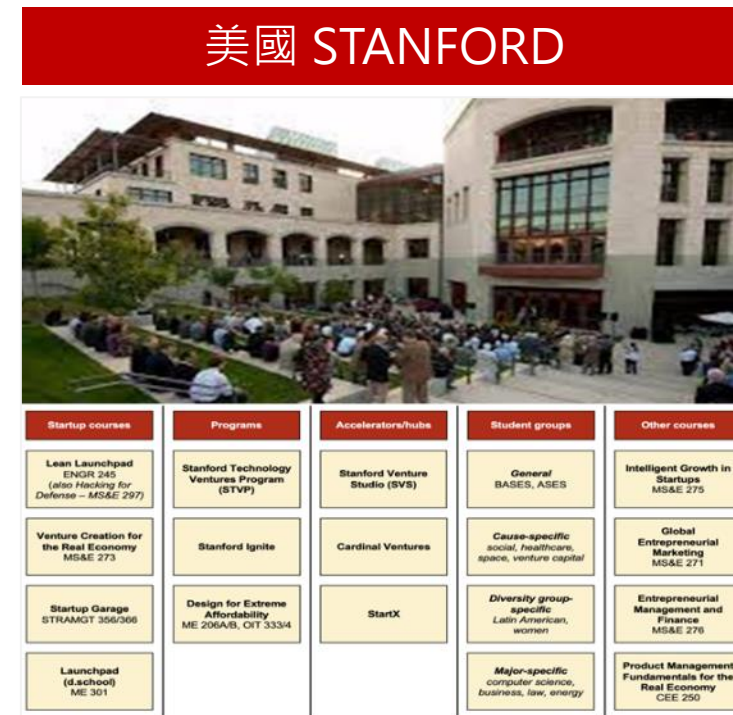 美國 STANFORD
Startup courses
Lean Launchpad
ENGR 245
(also Hacking for
Defense – MS&E 297)
Venture Creation for
the Real Economy
MS&E 273
Startup Garage
STRAMGT 356/366
Launchpad
(d.school)
ME 301
Programs
Stanford Technology
Ventures Program
(STVP)
Stanford Ignite
Design for Extreme
Affordability
ME 206A/B, OIT 333/4
Accelerators/hubs
Stanford Venture
Studio (SVS)
Cardinal Ventures
StartX
Student groups
General
BASES, ASES
Cause-specific
social, healthcare,
space, venture capital
Diversity group-
specific
Latin American,
women
Major-specific
computer science,
business, law, energy
Other courses
Intelligent Growth in
Startups
MS&E 275
Global
Entrepreneurial
Marketing
MS&E 271
Entrepreneurial
Management and
Finance
MS&E 276
Product Management
Fundamentals for the
Real Economy
CEE 250